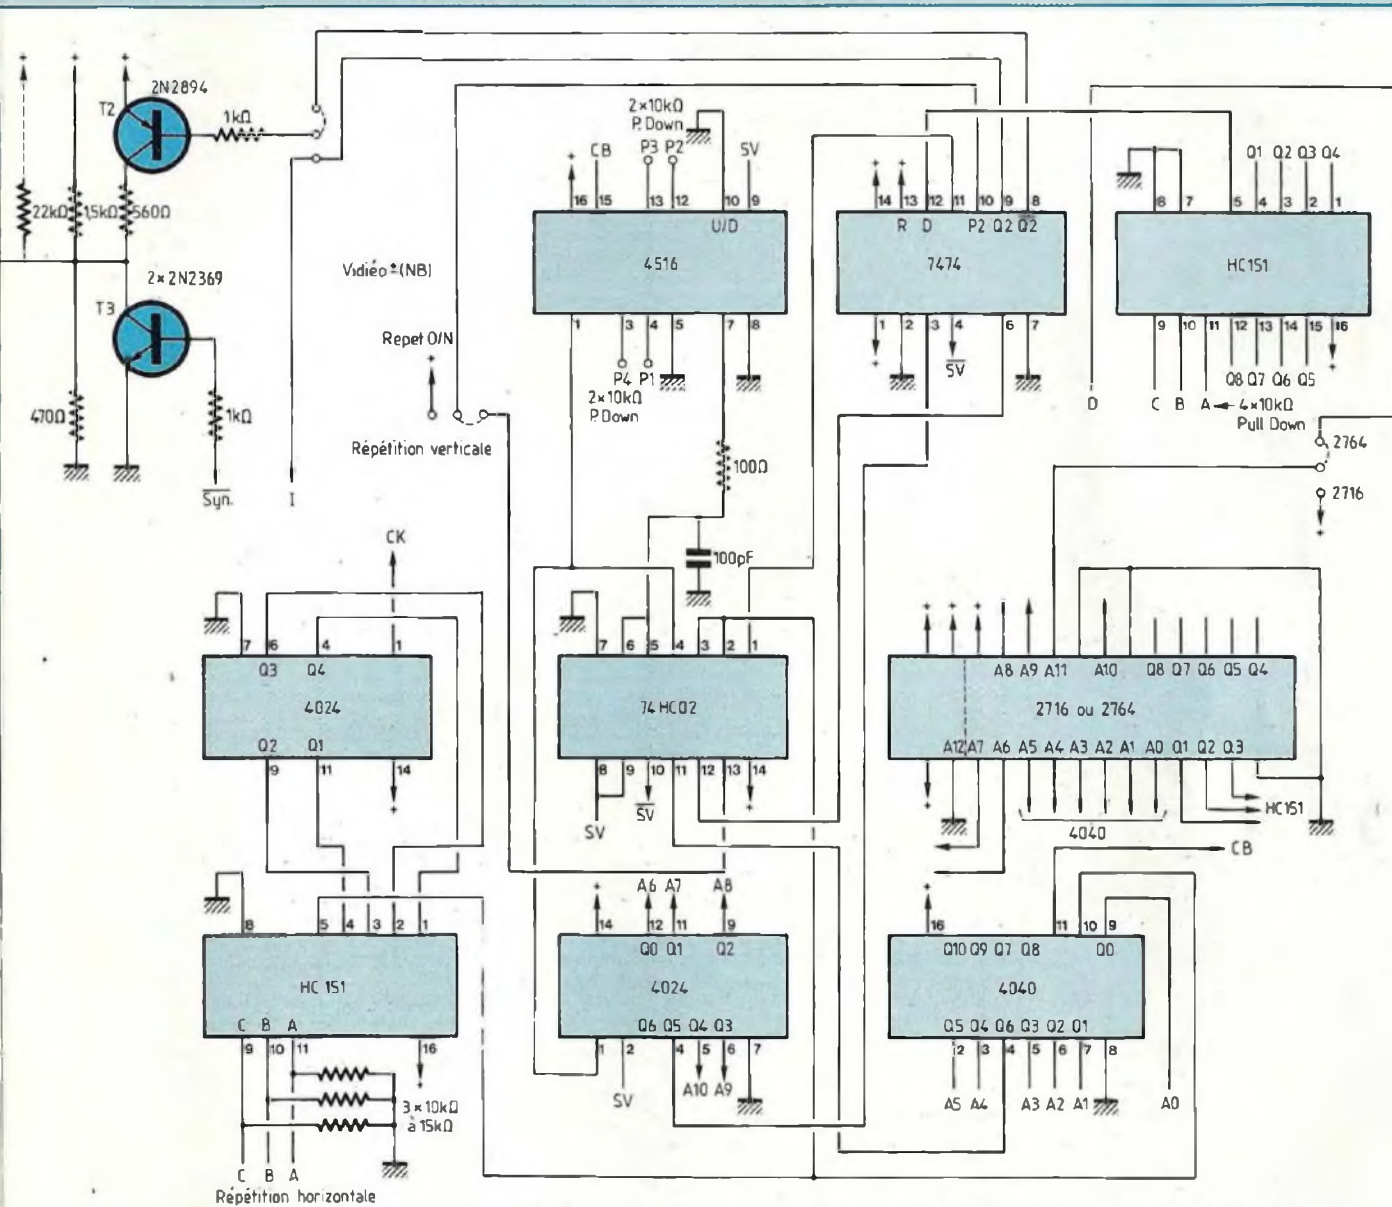 2N2894
T2
1kΩ
22kΩ
1,5kΩ
560Ω
2×2N2369
T3
470Ω
1kΩ
Syn.
I
Vidiéo ± (NB)
Repet O/N
Répétition verticale
2×10kΩ
P. Down
CB P3 P2 SV
16 15 13 12 10 9
U/D
4516
1 3 4 5 7 8
P4 P1
2×10kΩ
P. Down
100Ω
100pF
14 13 12 11 10 9 8
R D P2 Q2 Q2
7474
1 2 3 4 6 7
SV
Q1 Q2 Q3 Q4
8 7 5 4 3 2 1
HC151
9 10 11 12 13 14 15 16
Q8 Q7 Q6 Q5
D C B A 4×10kΩ
Pull Down
2764
2716
CK
7 6 4 1
Q3 Q4
4024
Q2 Q1
9 11 14
7 6 5 4 3 2 1
74HC02
8 9 10 11 12 13 14
SV SV
A8 A9 A11 A10 Q8 Q7 Q6 Q5 Q4
2716 ou 2764
A12 A7 A6 A5 A4 A3 A2 A1 A0 Q1 Q2 Q3
HC151
4040
CB
8 5 4 3 2 1
HC 151
C B A
9 10 11 16
3×10kΩ
à 15kΩ
C B A
Répétition horizontale
A6 A7 A8
14 12 11 9
Q0 Q1 Q2
4024
Q6 Q5 Q4 Q3
1 2 4 5 6 7
SV A10 A9
16 11 10 9
Q10 Q9 Q7 Q8 Q0
4040
Q5 Q4 Q6 Q3 Q2 Q1
2 3 4 5 6 7 8
A5 A4 A3 A2 A1 A0